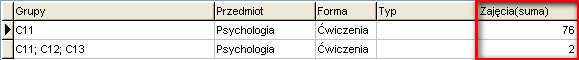 Grupy Przedmiot Forma Typ Zajęcia(suma)
C11 Psychologia Ćwiczenia 76
C11; C12; C13 Psychologia Ćwiczenia 2